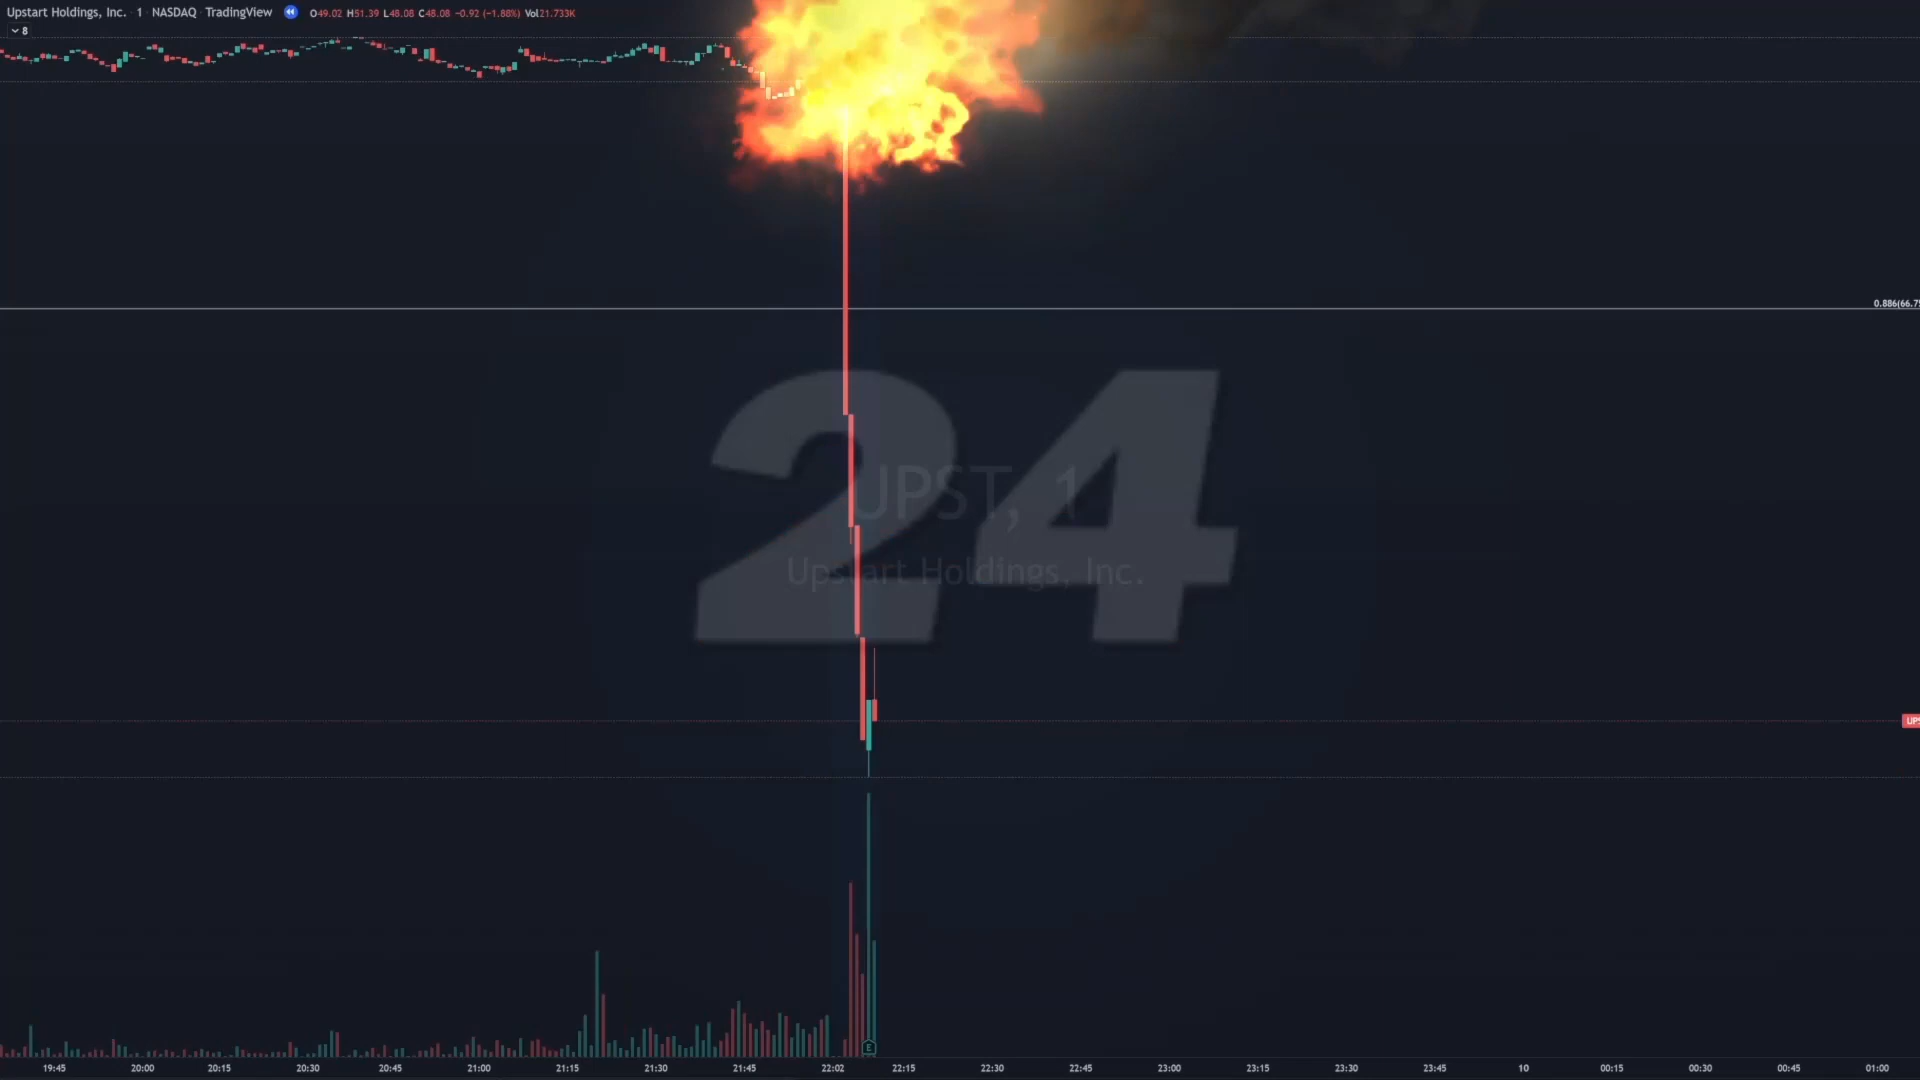 Upstart Holdings, Inc. · 1 · NASDAQ · TradingView O49.02 H51.39 L48.08 C48.08 −0.92 (−1.88%) Vol21.733K
8
0.886(66.7
24
UPST, 1
Upstart Holdings, Inc.
UPS
E
19:45 20:00 20:15 20:30 20:45 21:00 21:15 21:30 21:45 22:02 22:15 22:30 22:45 23:00 23:15 23:30 23:45 10 00:15 00:30 00:45 01:00